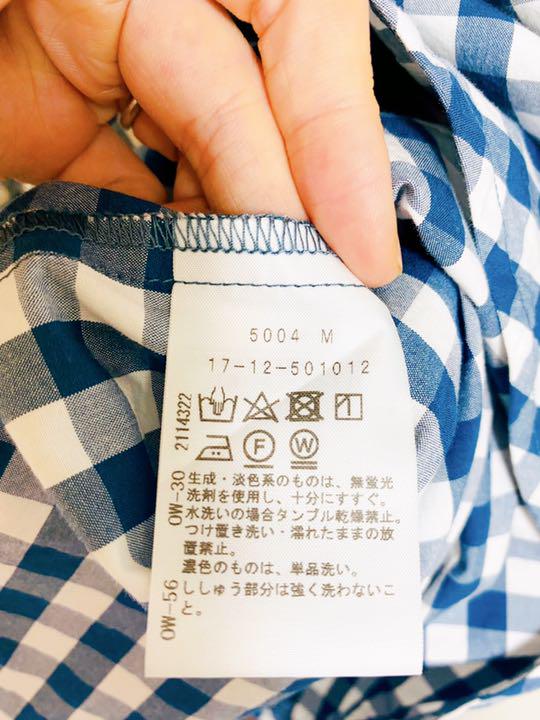 5004 M
17-12-501012
2114322
F
W
OW-30
生成・淡色系のものは、無蛍光
洗剤を使用し、十分にすすぐ。
水洗いの場合タンブル乾燥禁止。
つけ置き洗い・濡れたままの放
置禁止。
濃色のものは、単品洗い。
OW-56
ししゅう部分は強く洗わないこ
と。